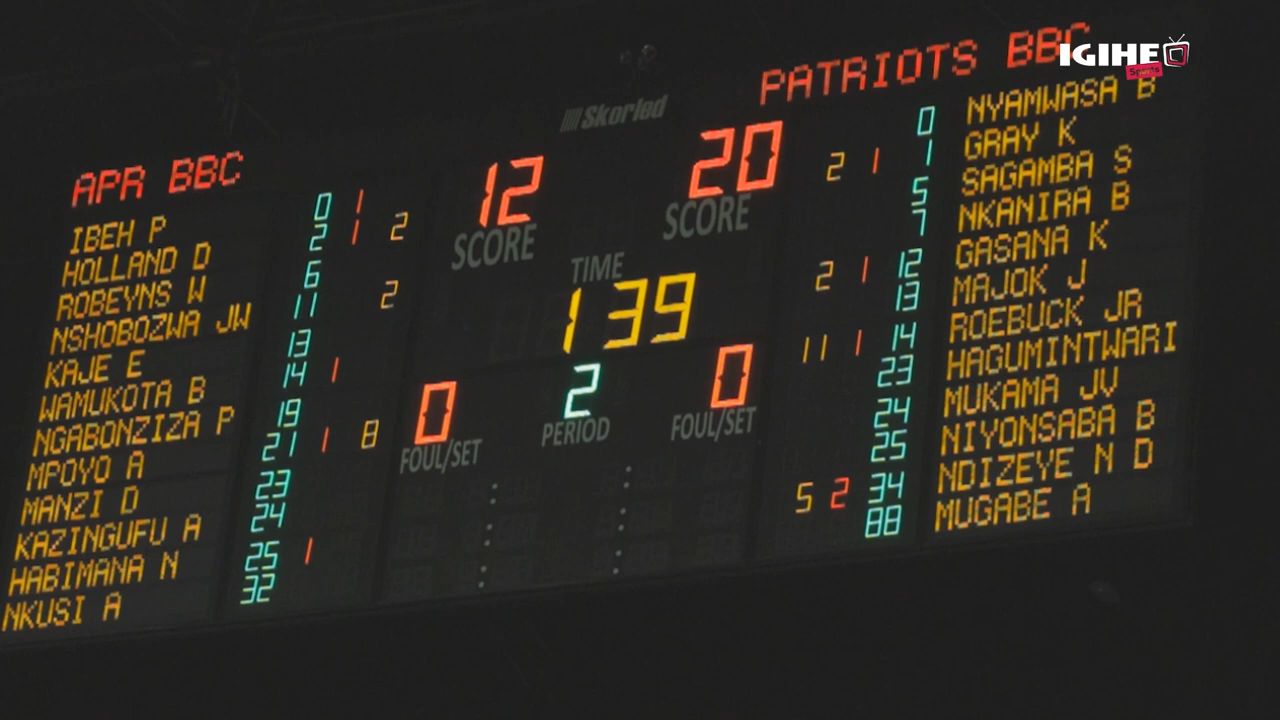 IGIHE
Sports
PATRIOTS BBC
Skorled
APR BBC
12 20
SCORE SCORE
TIME
1 39
0 2 0
FOUL/SET PERIOD FOUL/SET
IBEH P 0 1
HOLLAND D 2 1 2
ROBEYNS W 6
NSHOBOZWA JW 11 2
KAJE E 13
WAMUKOTA B 14 1
NGABONZIZA P 19
MPOYO A 21 1 8
MANZI D 23
KAZINGUFU A 24
HABIMANA N 25 1
NKUSI A 32
0 NYAMWASA B
2 1 1 GRAY K
5 SAGAMBA S
7 NKANIRA B
2 1 12 GASANA K
13 MAJOK J
11 1 14 ROEBUCK JR
23 HAGUMINTWARI
24 MUKAMA JV
25 NIYONSABA B
5 2 34 NDIZEYE N D
88 MUGABE A